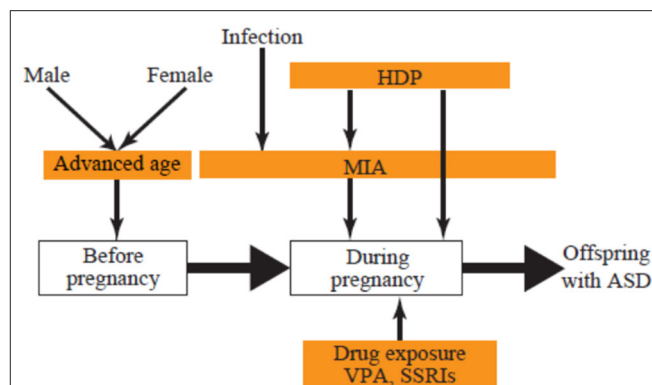 Infection
Male
Female
HDP
Advanced age
MIA
Before
pregnancy
During
pregnancy
Offspring
with ASD
Drug exposure
VPA, SSRIs